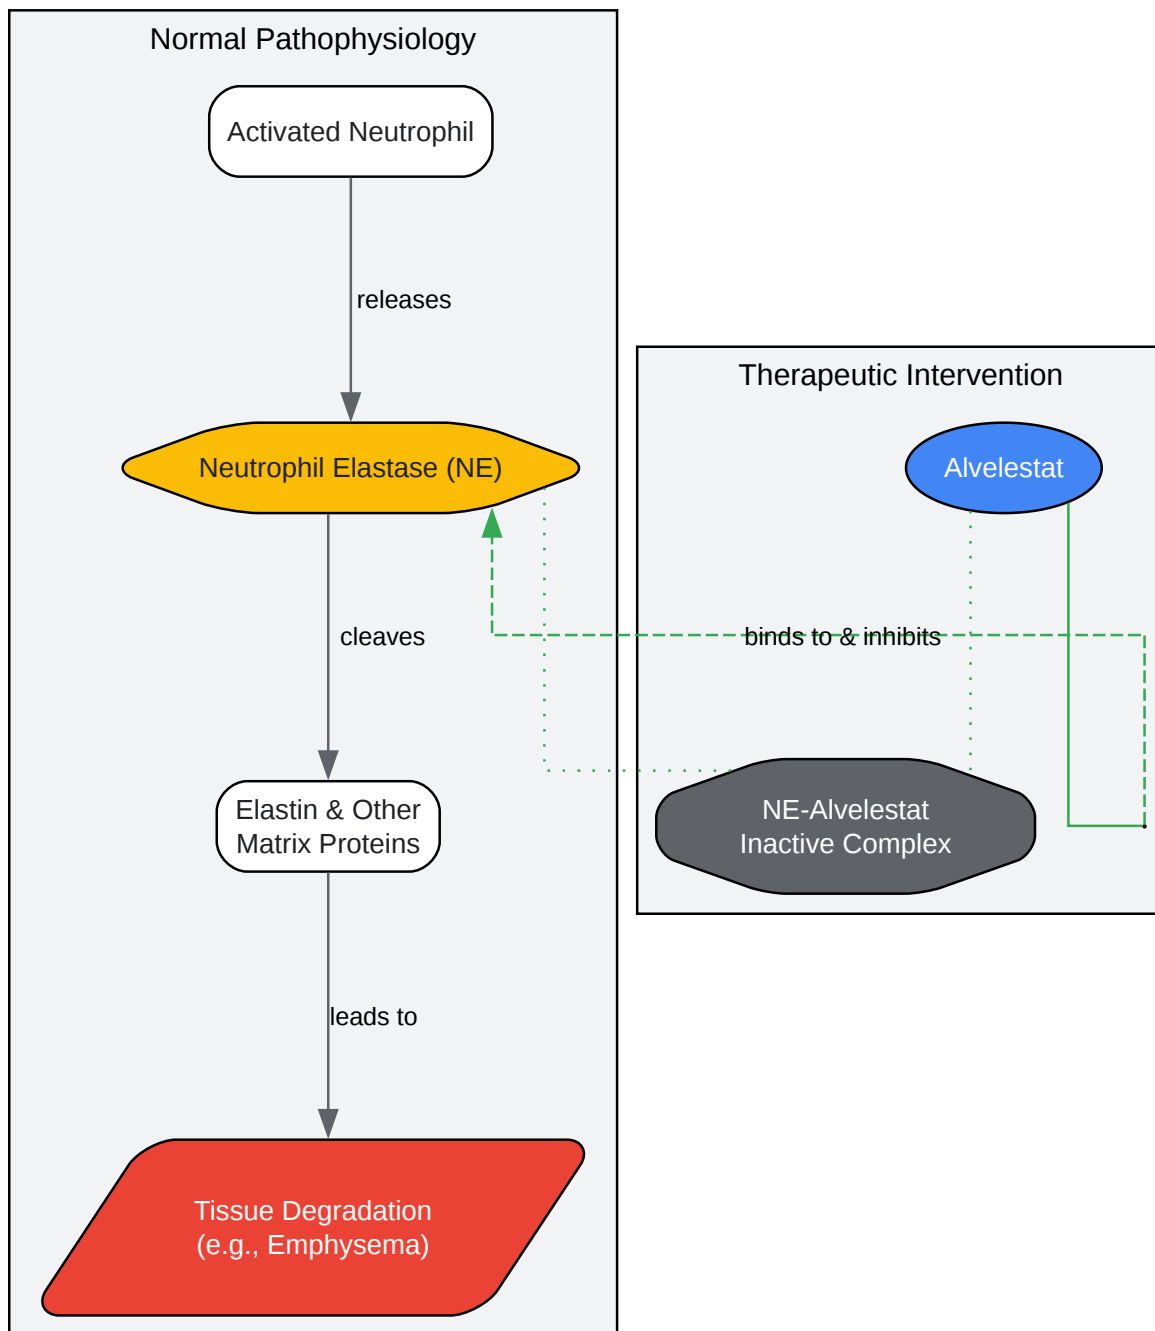 Normal Pathophysiology
Activated Neutrophil
releases
Neutrophil Elastase (NE)
cleaves
Elastin & Other
Matrix Proteins
leads to
Tissue Degradation
(e.g., Emphysema)
Therapeutic Intervention
Alvelestat
binds to & inhibits
NE-Alvelestat
Inactive Complex